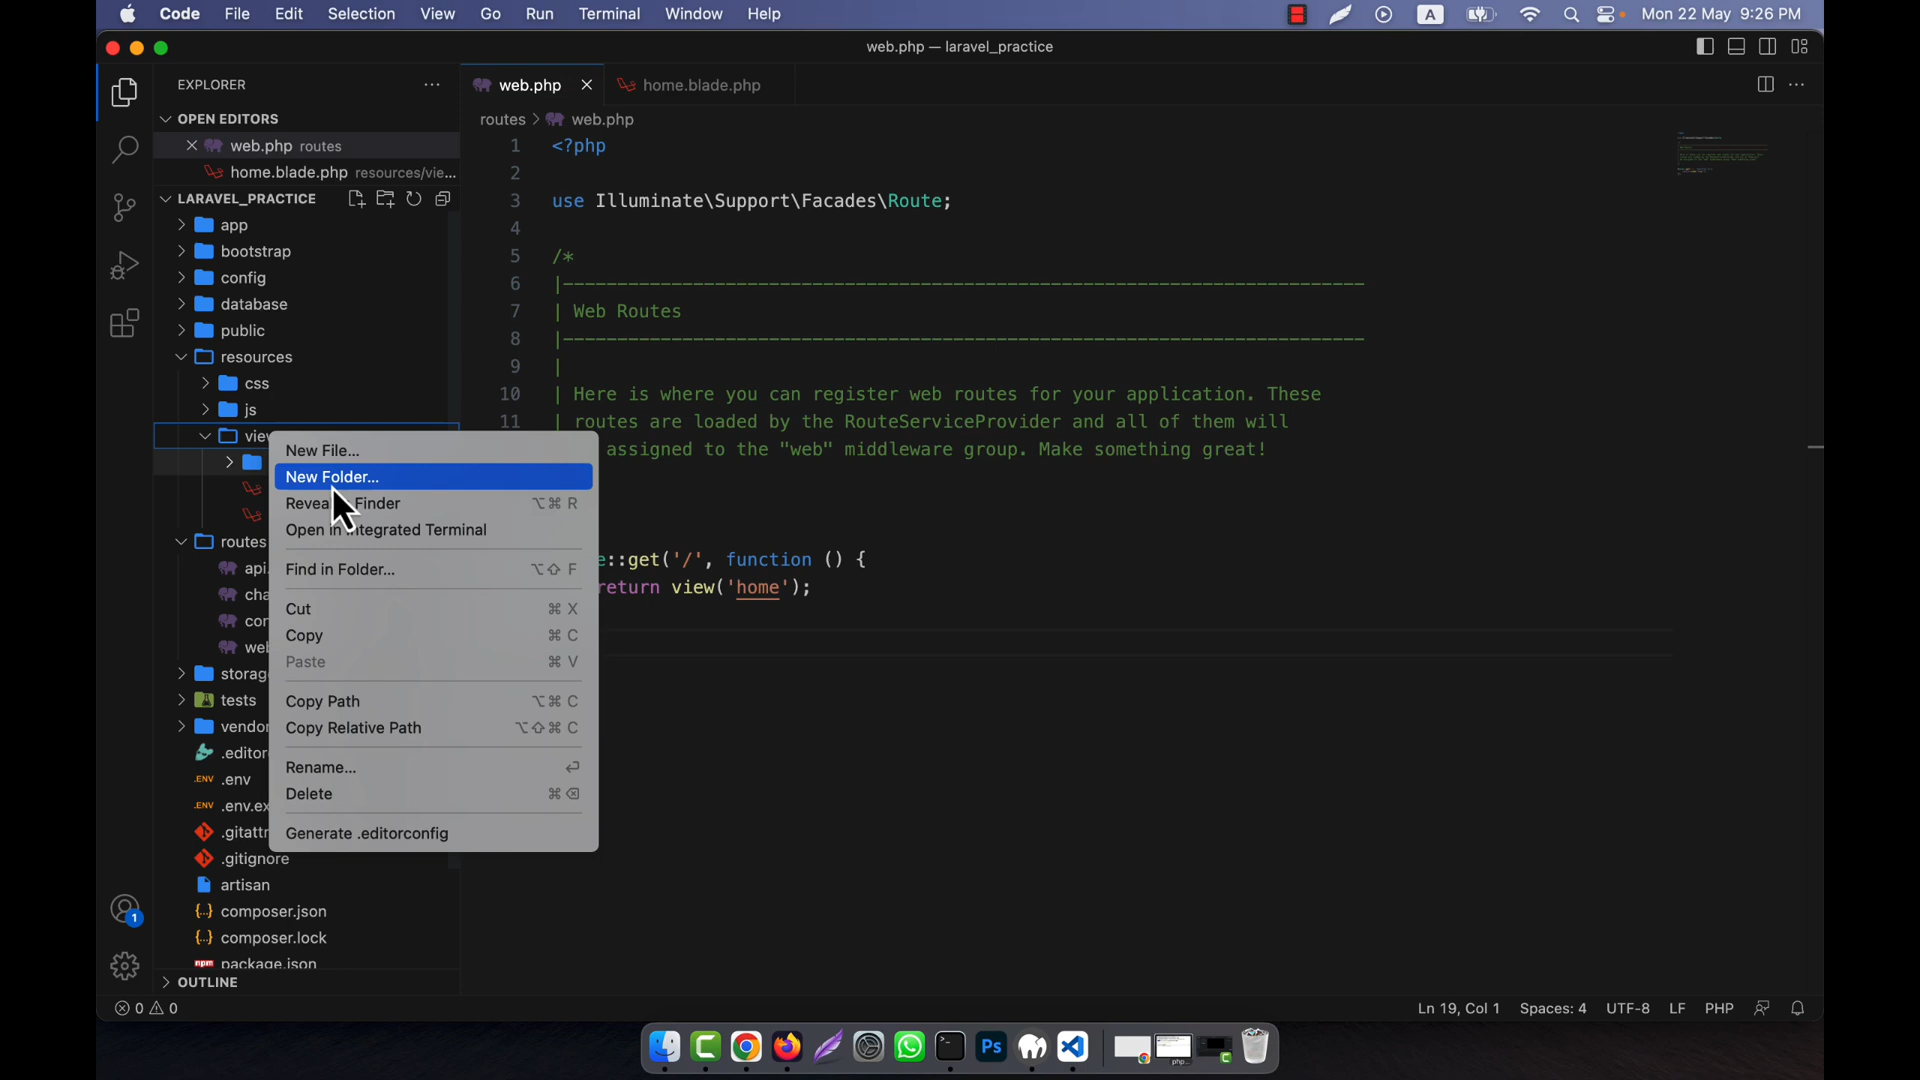 Code File Edit Selection View Go Run Terminal Window Help A Mon 22 May 9:26 PM
web.php — laravel_practice
EXPLORER
web.php home.blade.php
OPEN EDITORS
web.php routes
home.blade.php resources/vie...
LARAVEL_PRACTICE
app
bootstrap
config
database
public
resources
css
js
routes
api.
tests
.ENV .env
.ENV .env.ex
.gitignore
artisan
{..} composer.json
{..} composer.lock
npm package.json
OUTLINE
New File...
New Folder...
Finder ⌥⌘ R
Open in Integrated Terminal
Find in Folder... ⌥⇧ F
Cut ⌘ X
Copy ⌘ C
Paste ⌘ V
Copy Path ⌥⌘ C
Copy Relative Path ⌥⇧⌘ C
Rename... ⏎
Delete ⌘⌫
Generate .editorconfig
routes > web.php
1 <?php
2
3 use Illuminate\Support\Facades\Route;
4
5 /*
6 |--------------------------------------------------------------------------
7 | Web Routes
8 |--------------------------------------------------------------------------
9 |
10 | Here is where you can register web routes for your application. These
11 | routes are loaded by the RouteServiceProvider and all of them will
assigned to the "web" middleware group. Make something great!
e::get('/', function () {
return view('home');
1
0 0
Ln 19, Col 1 Spaces: 4 UTF-8 LF PHP
Ps